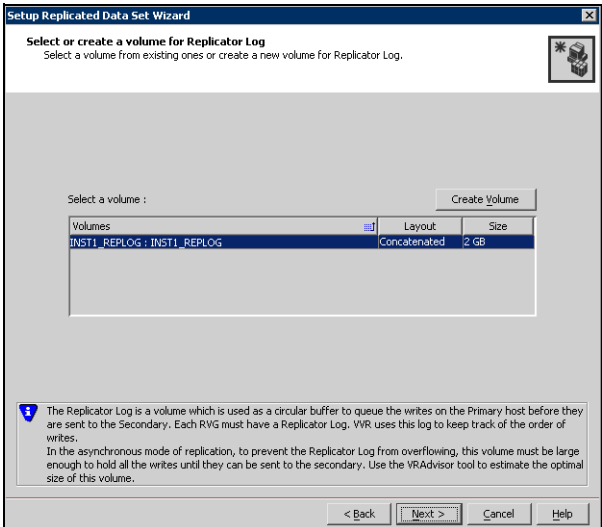 Setup Replicated Data Set Wizard
Select or create a volume for Replicator Log
Select a volume from existing ones or create a new volume for Replicator Log.
Select a volume :
Create Volume
Volumes Layout Size
INST1_REPLOG : INST1_REPLOG Concatenated 2 GB
The Replicator Log is a volume which is used as a circular buffer to queue the writes on the Primary host before they
are sent to the Secondary. Each RVG must have a Replicator Log. VVR uses this log to keep track of the order of
writes.
In the asynchronous mode of replication, to prevent the Replicator Log from overflowing, this volume must be large
enough to hold all the writes until they can be sent to the secondary. Use the VRAdvisor tool to estimate the optimal
size of this volume.
< Back Next > Cancel Help